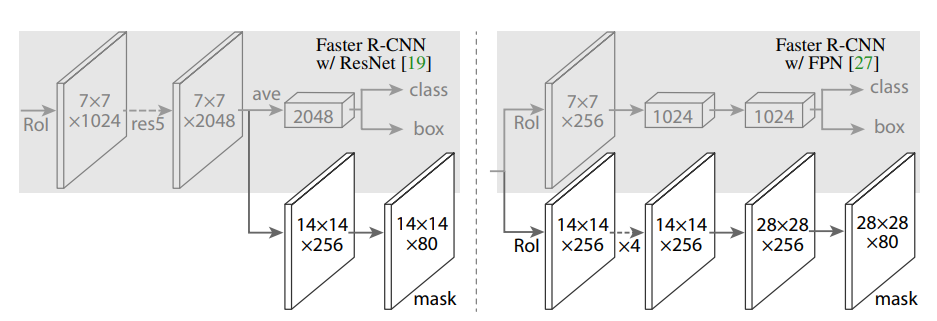 Faster R-CNN
w/ ResNet [19]
RoI
7×7
×1024
res5
7×7
×2048
ave
2048
class
box
14×14
×256
14×14
×80
mask
Faster R-CNN
w/ FPN [27]
RoI
7×7
×256
1024
1024
class
box
RoI
14×14
×256
×4
14×14
×256
28×28
×256
28×28
×80
mask